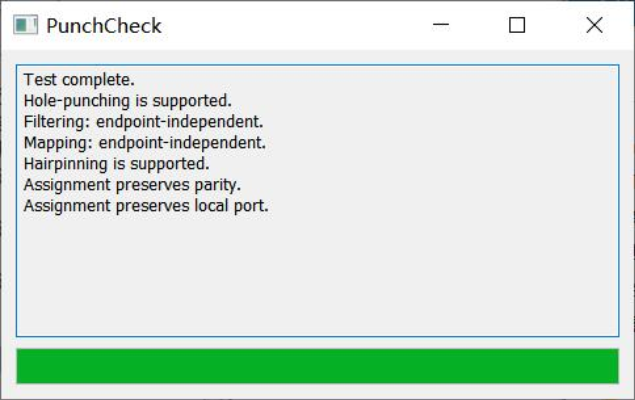 PunchCheck
Test complete.
Hole-punching is supported.
Filtering: endpoint-independent.
Mapping: endpoint-independent.
Hairpinning is supported.
Assignment preserves parity.
Assignment preserves local port.